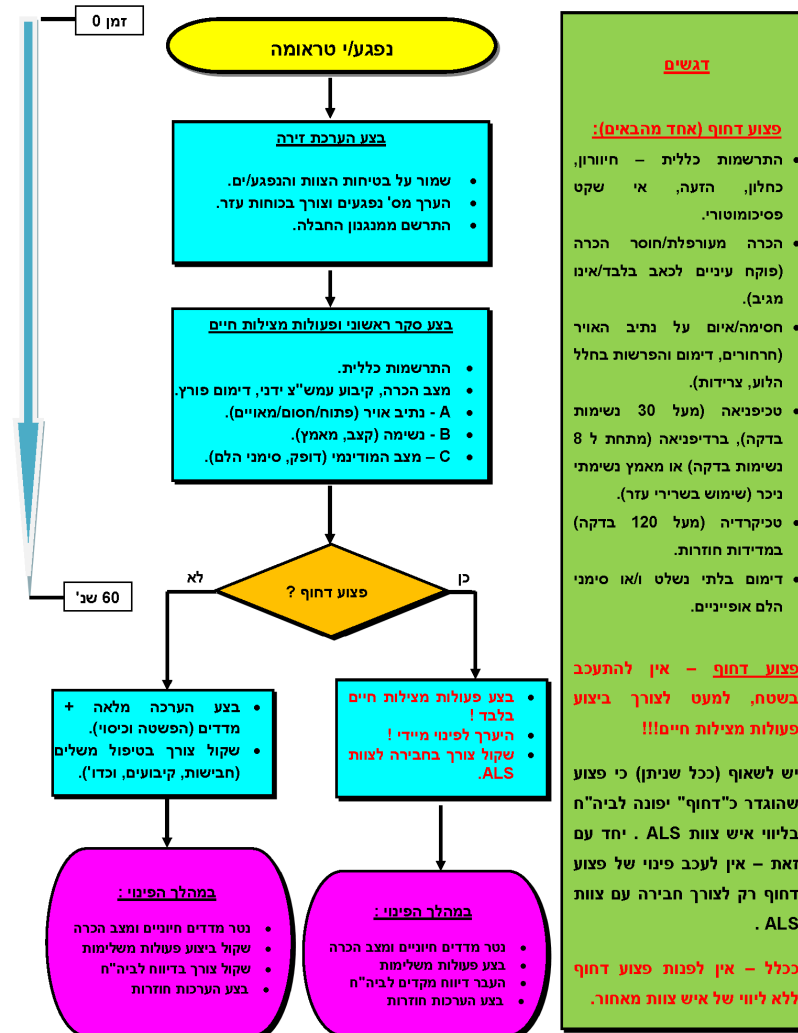 זמן 0
נפגע/י טראומה
בצע הערכת זירה
• שמור על בטיחות הצוות והנפגע/ים.
• הערך מס' נפגעים וצורך בכוחות עזר.
• התרשם ממנגנון החבלה.
בצע סקר ראשוני ופעולות מצילות חיים
• התרשמות כללית.
• מצב הכרה, קיבוע עמש"צ ידני, דימום פורץ.
• A - נתיב אויר (פתוח/חסום/מאויים).
• B - נשימה (קצב, מאמץ).
• C – מצב המודינמי (דופק, סימני הלם).
פצוע דחוף ?
כן
לא
60 שנ'
• בצע פעולות מצילות חיים
בלבד !
• היערך לפינוי מיידי !
• שקול צורך בחבירה לצוות
ALS.
• בצע הערכה מלאה +
מדדים (הפשטה וכיסוי).
• שקול צורך בטיפול משלים
(חבישות, קיבועים, וכדו').
במהלך הפינוי :
• נטר מדדים חיוניים ומצב הכרה
• בצע פעולות משלימות
• העבר דיווח מקדים לביה"ח
• בצע הערכות חוזרות
במהלך הפינוי :
• נטר מדדים חיוניים ומצב הכרה
• שקול ביצוע פעולות משלימות
• שקול צורך בדיווח לביה"ח
• בצע הערכות חוזרות
דגשים
פצוע דחוף (אחד מהבאים):
• התרשמות כללית – חיוורון,
כחלון, הזעה, אי שקט
פסיכומוטורי.
• הכרה מעורפלת/חוסר הכרה
(פוקח עיניים לכאב בלבד/אינו
מגיב).
• חסימה/איום על נתיב האויר
(חרחורים, דימום והפרשות בחלל
הלוע, צרידות).
• טכיפניאה (מעל 30 נשימות
בדקה), ברדיפניאה (מתחת ל 8
נשימות בדקה) או מאמץ נשימתי
ניכר (שימוש בשרירי עזר).
• טכיקרדיה (מעל 120 בדקה)
במדידות חוזרות.
• דימום בלתי נשלט ו/או סימני
הלם אופייניים.
פצוע דחוף – אין להתעכב
בשטח, למעט לצורך ביצוע
פעולות מצילות חיים!!!
יש לשאוף (ככל שניתן) כי פצוע
שהוגדר כ"דחוף" יפונה לביה"ח
בליווי איש צוות ALS . יחד עם
זאת – אין לעכב פינוי של פצוע
דחוף רק לצורך חבירה עם צוות
ALS .
ככלל – אין לפנות פצוע דחוף
ללא ליווי של איש צוות מאחור.